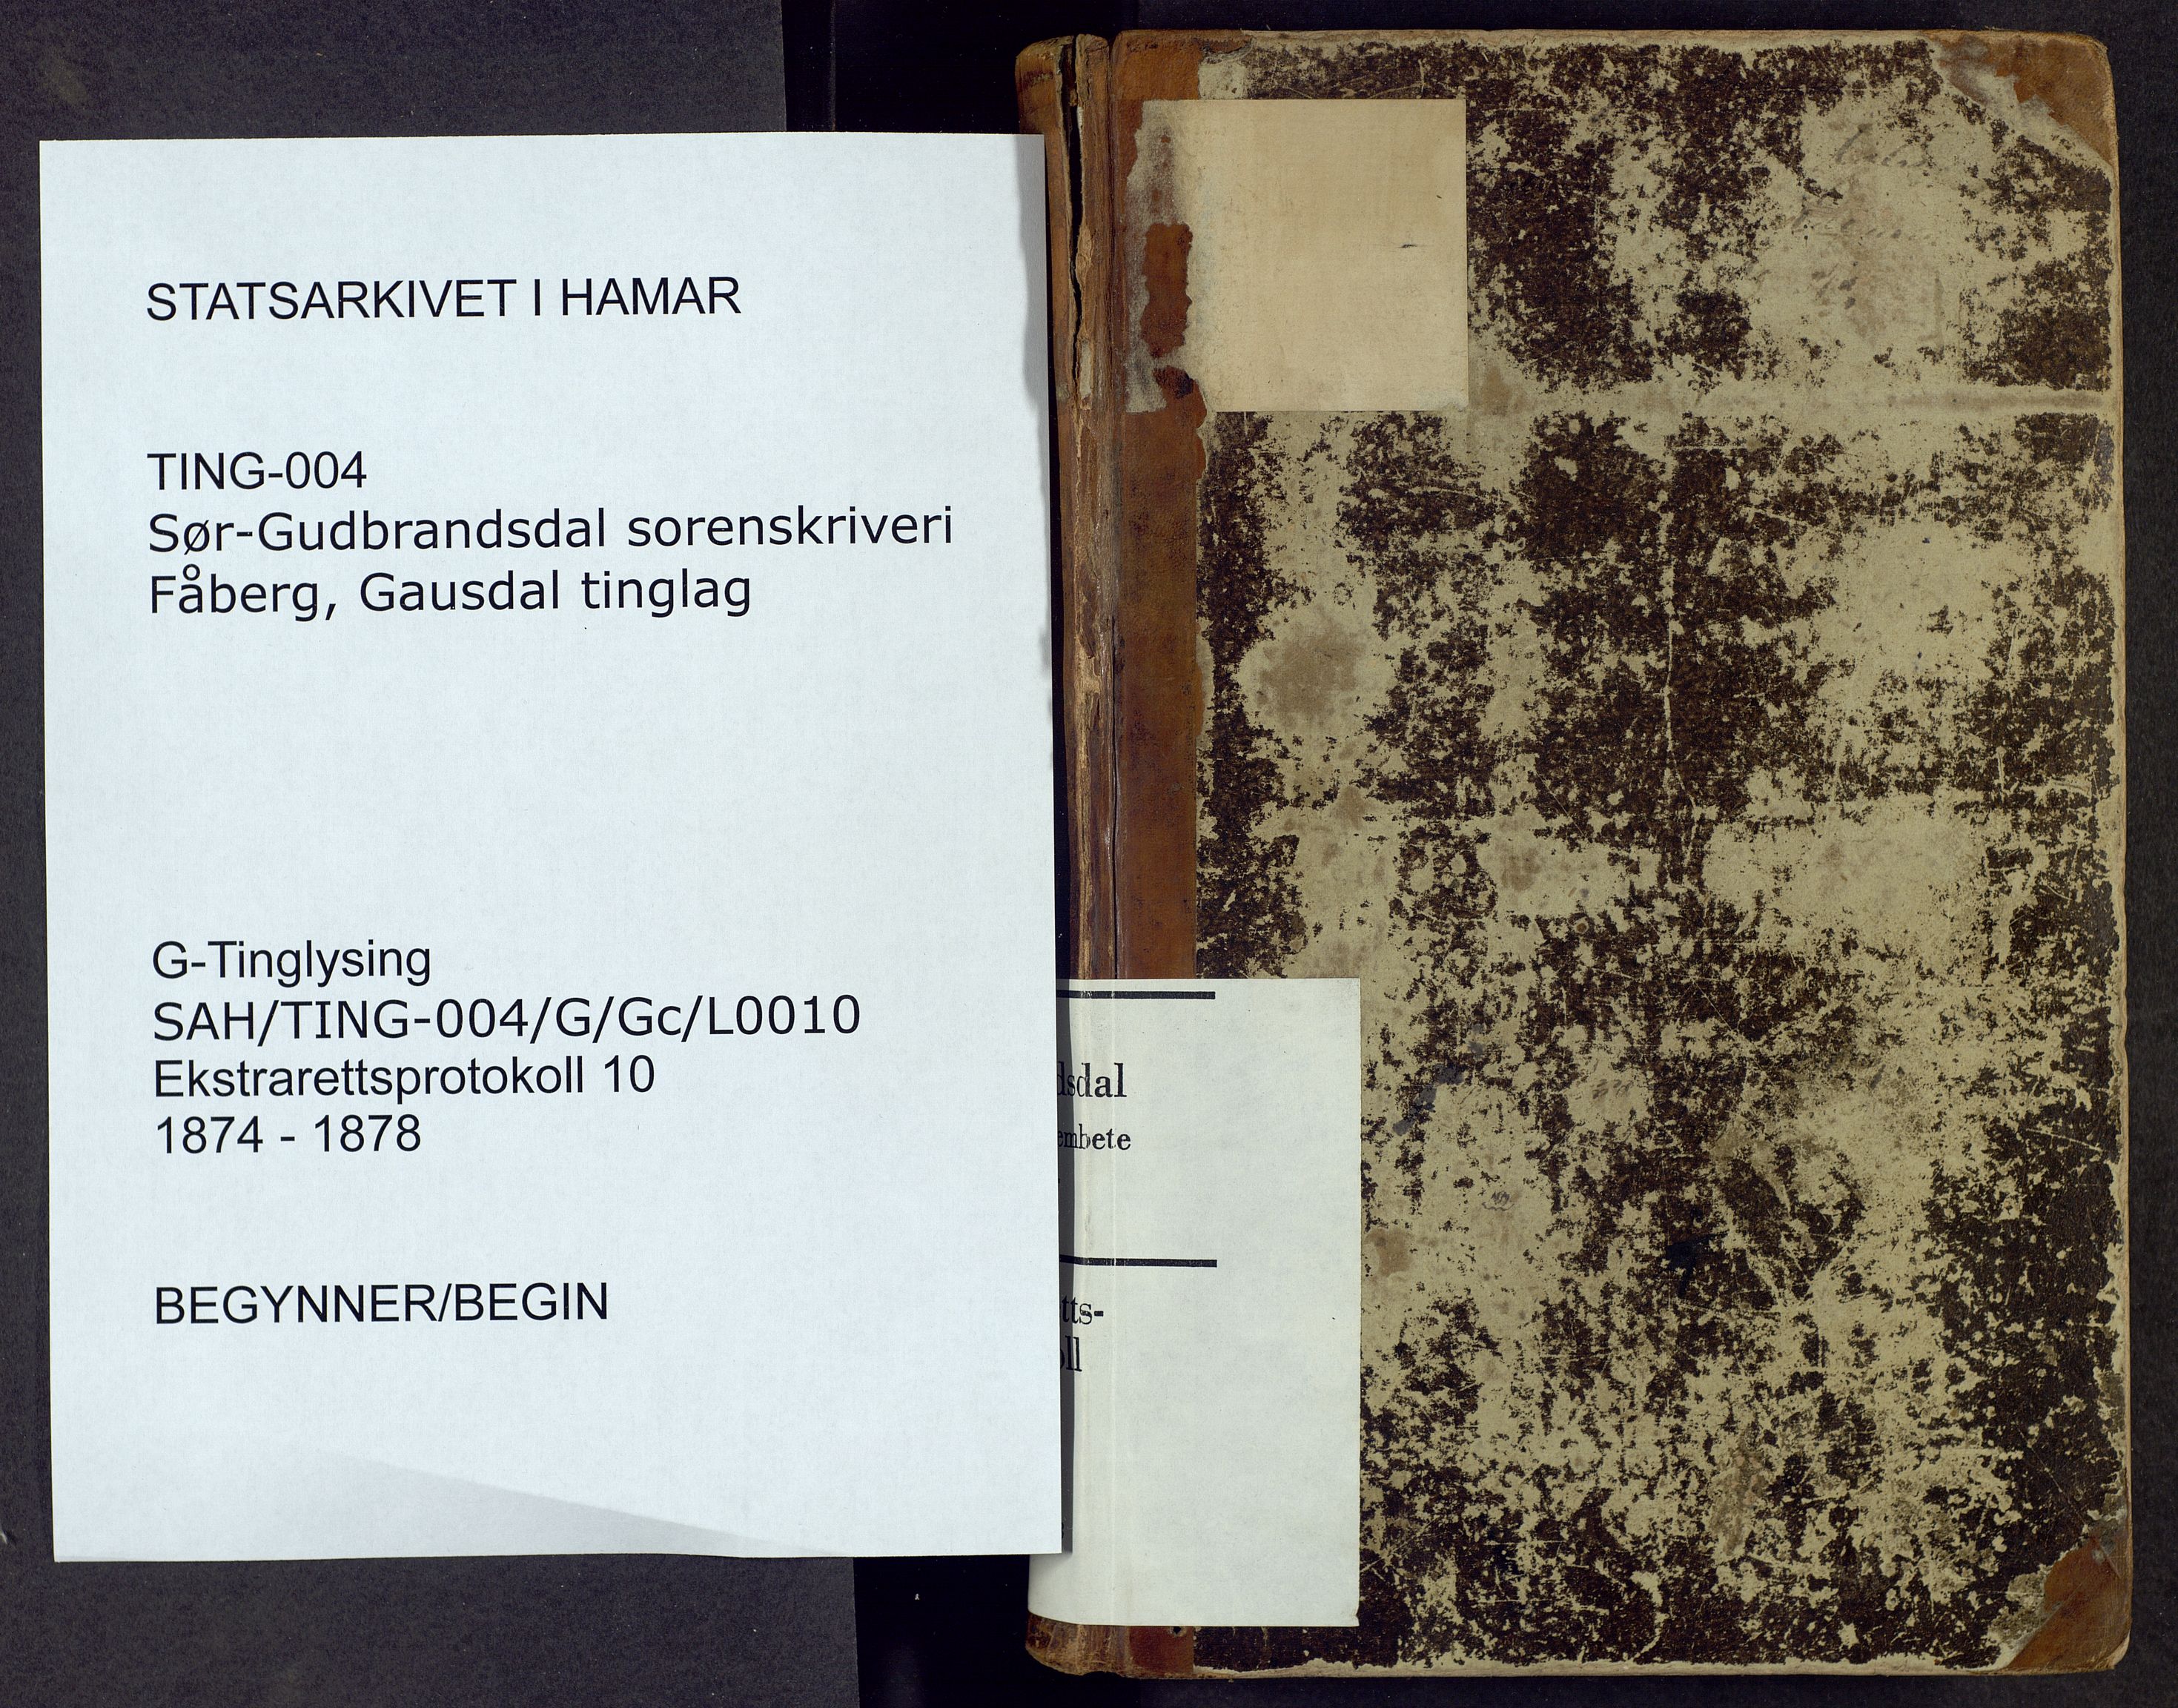 STATSARKIVET I HAMAR
TING-004
Sør-Gudbrandsdal sorenskriveri
Fåberg, Gausdal tinglag
G-Tinglysing
SAH/TING-004/G/Gc/L0010
Ekstrarettsprotokoll 10
1874 - 1878
BEGYNNER/BEGIN
dsdal
embete
tts-
oll